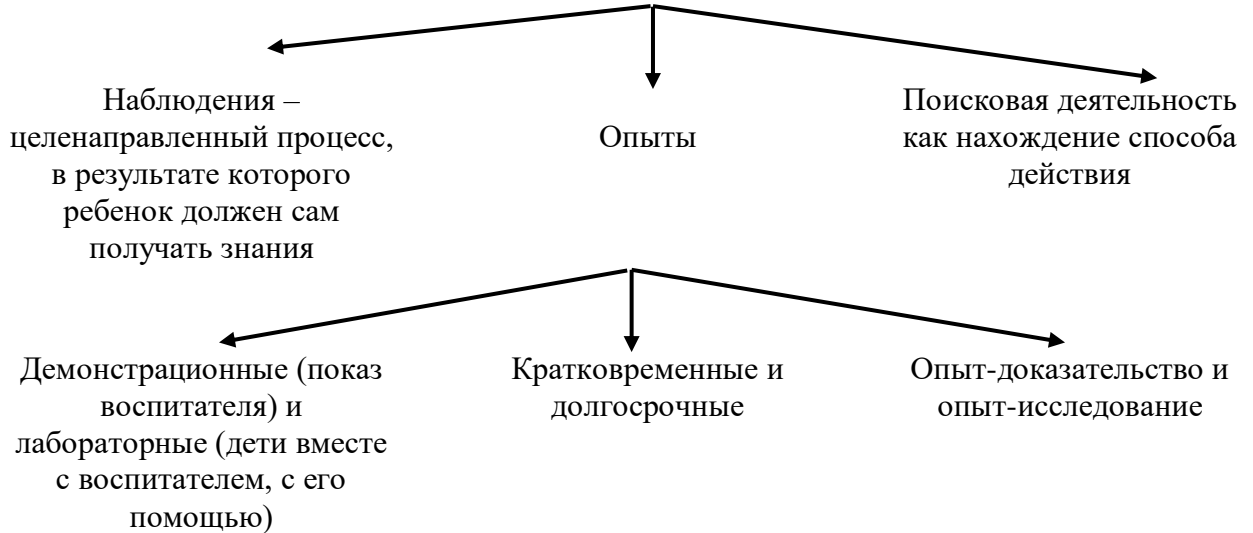 Наблюдения –
целенаправленный процесс,
в результате которого
ребенок должен сам
получать знания
Опыты
Поисковая деятельность
как нахождение способа
действия
Демонстрационные (показ
воспитателя) и
лабораторные (дети вместе
с воспитателем, с его
помощью)
Кратковременные и
долгосрочные
Опыт-доказательство и
опыт-исследование